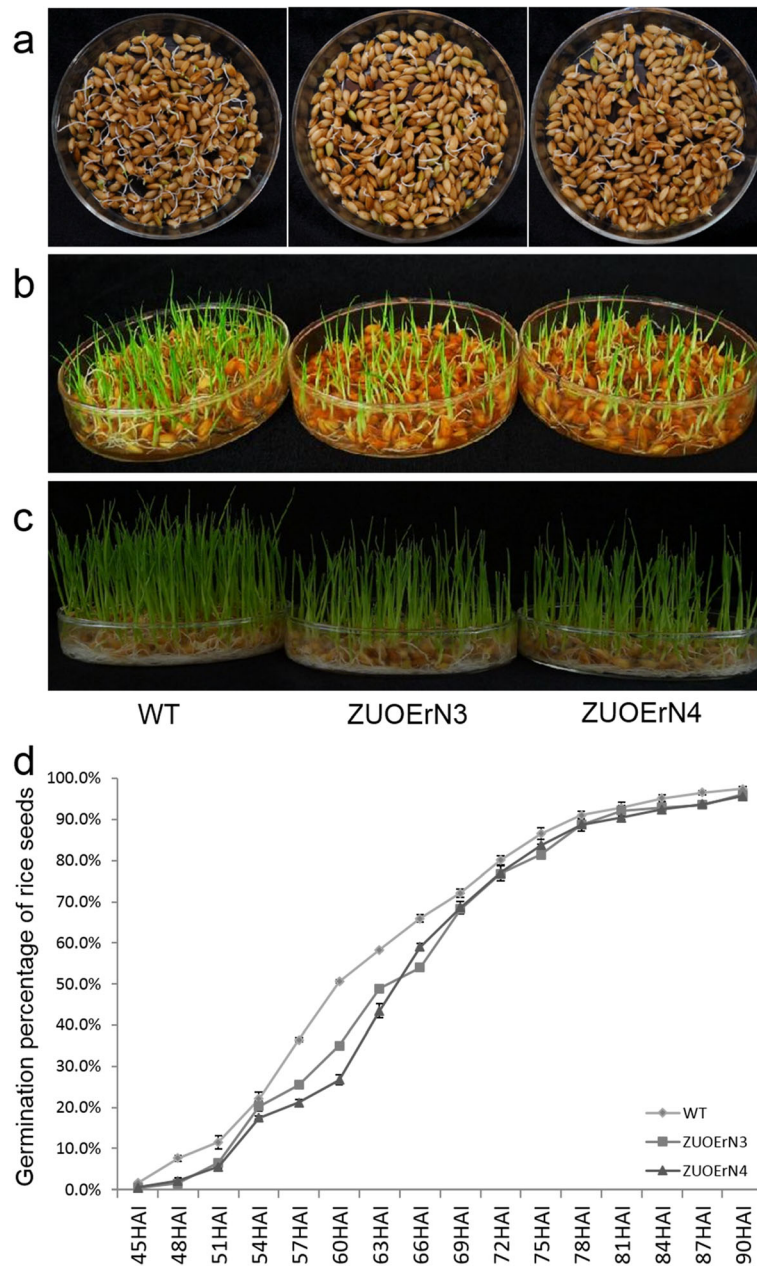 a
b
c
WT ZUOErN3 ZUOErN4
d
Germination percentage of rice seeds
100.0%
90.0%
80.0%
70.0%
60.0%
50.0%
40.0%
30.0%
20.0%
10.0%
0.0%
WT
ZUOErN3
ZUOErN4
45HAI
48HAI
51HAI
54HAI
57HAI
60HAI
63HAI
66HAI
69HAI
72HAI
75HAI
78HAI
81HAI
84HAI
87HAI
90HAI